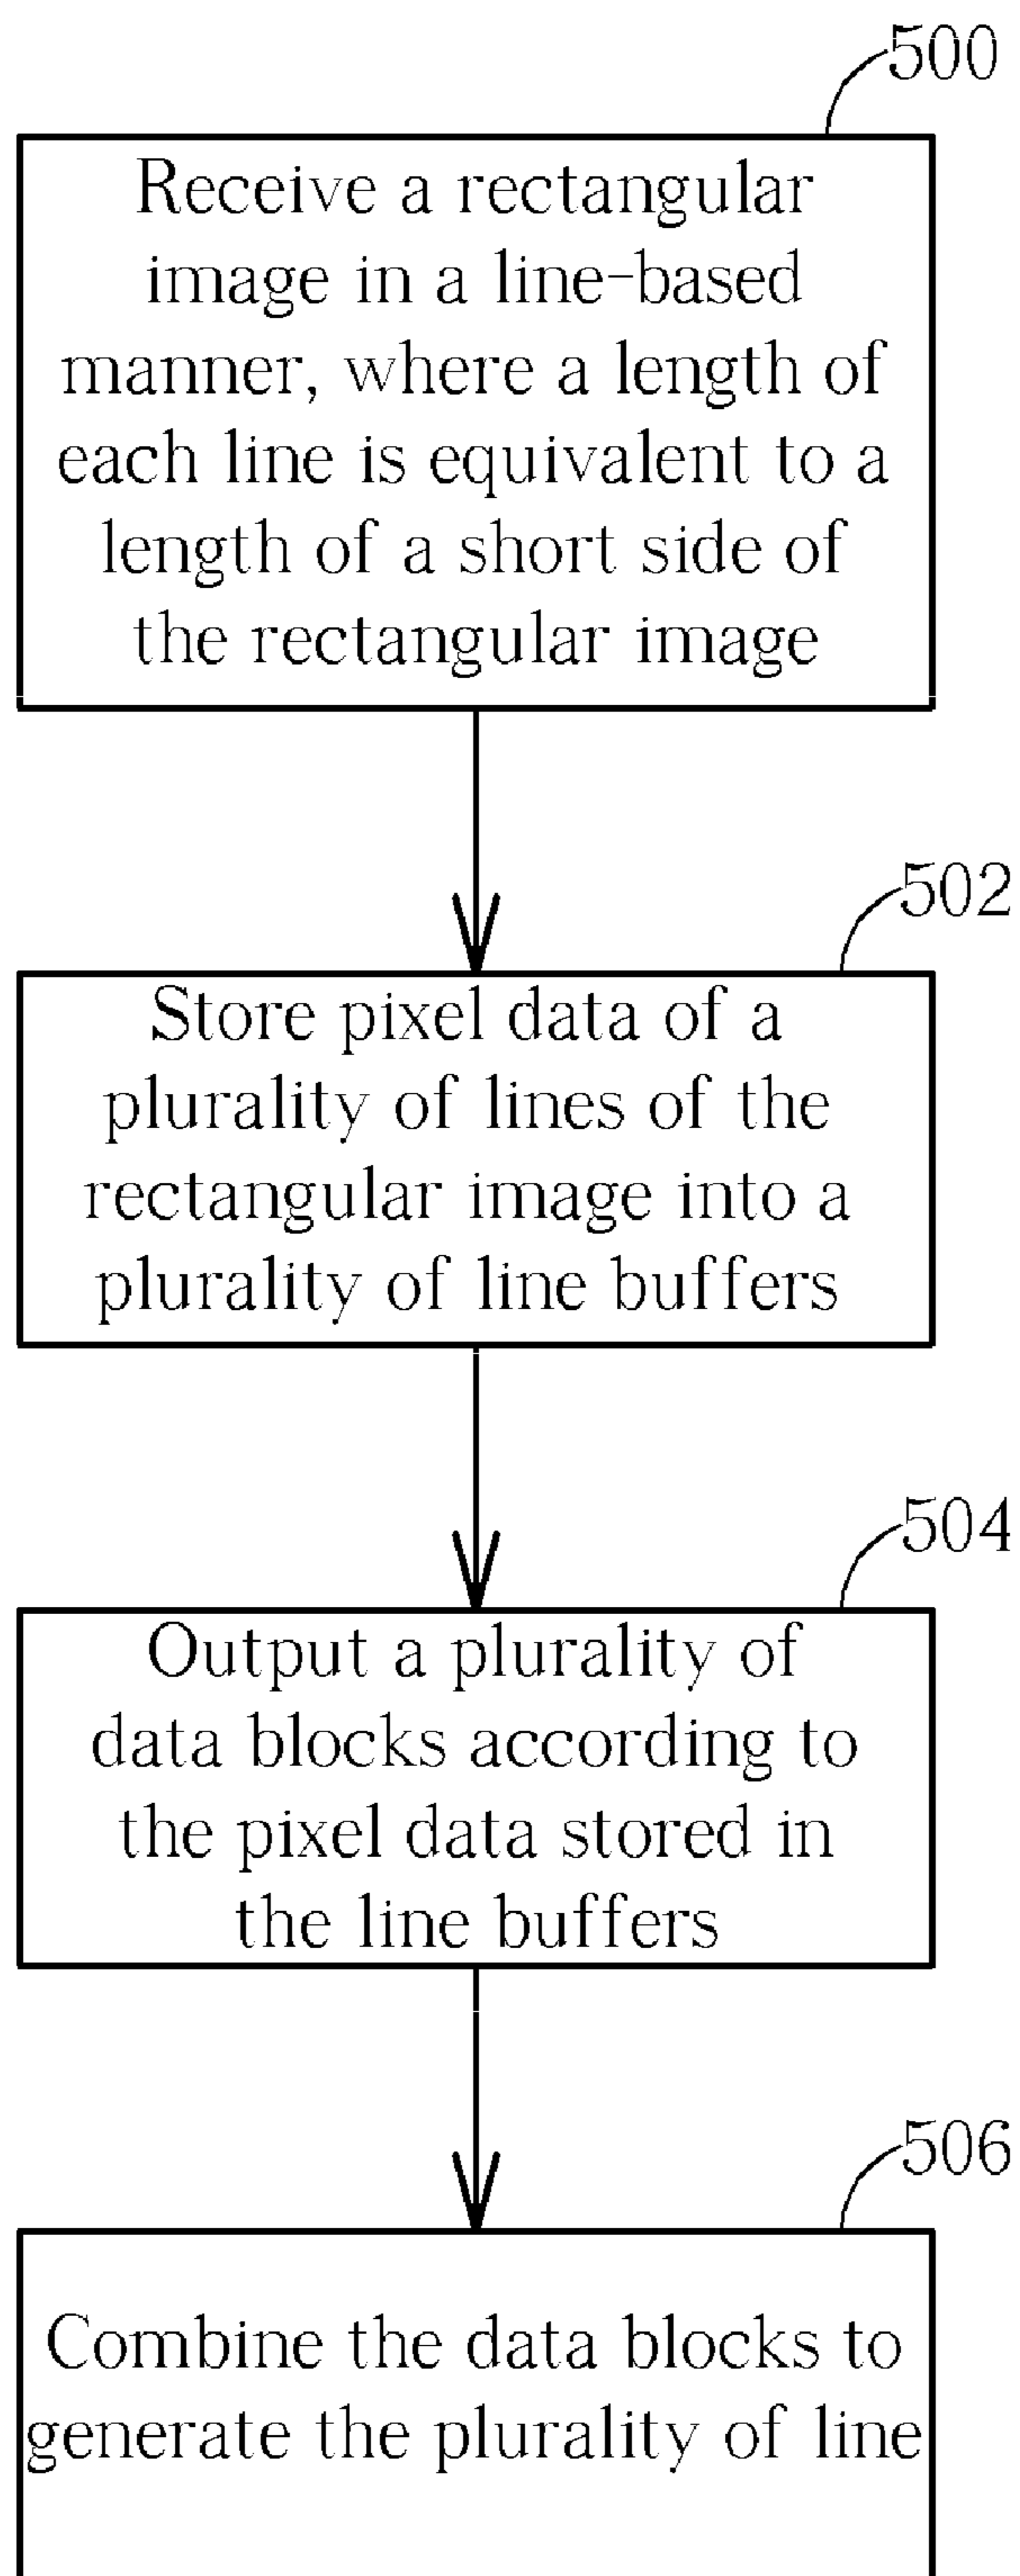 500
Receive a rectangular
image in a line-based
manner, where a length of
each line is equivalent to a
length of a short side of
the rectangular image
502
Store pixel data of a
plurality of lines of the
rectangular image into a
plurality of line buffers
504
Output a plurality of
data blocks according to
the pixel data stored in
the line buffers
506
Combine the data blocks to
generate the plurality of line